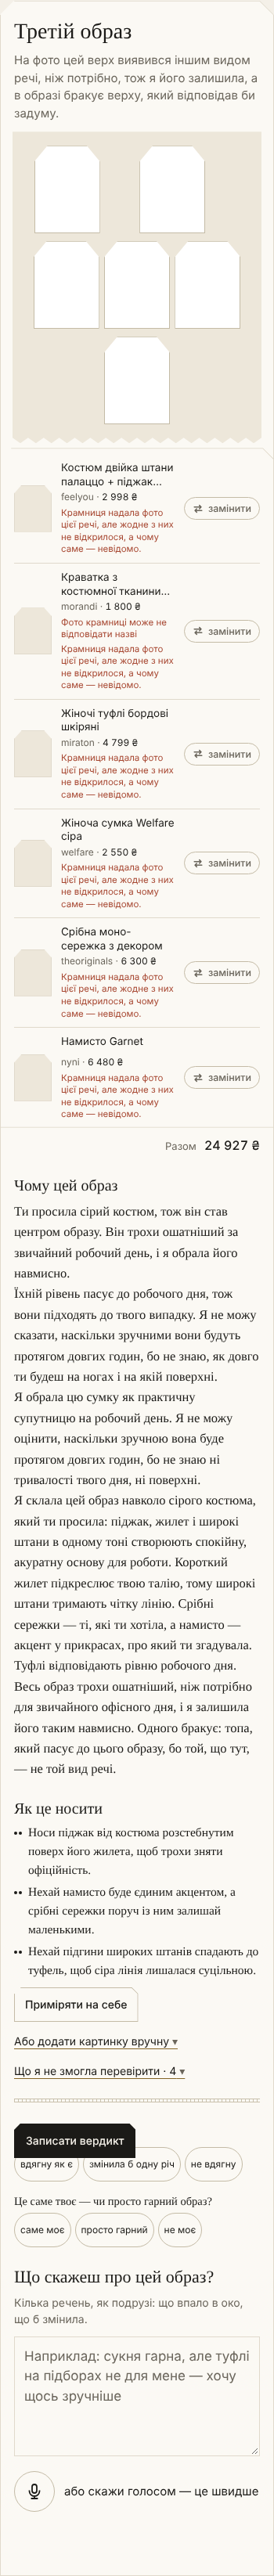 Третій образ
На фото цей верх виявився іншим видом
речі, ніж потрібно, тож я його залишила, а
в образі бракує верху, який відповідав би
задуму.
Костюм двійка штани
палаццо + піджак...
feelyou · 2 998 ₴
Крамниця надала фото
цієї речі, але жодне з них
не відкрилося, а чому
саме — невідомо.
замінити
Краватка з
костюмної тканини...
morandi · 1 800 ₴
Фото крамниці може не
відповідати назві
Крамниця надала фото
цієї речі, але жодне з них
не відкрилося, а чому
саме — невідомо.
замінити
Жіночі туфлі бордові
шкіряні
miraton · 4 799 ₴
Крамниця надала фото
цієї речі, але жодне з них
не відкрилося, а чому
саме — невідомо.
замінити
Жіноча сумка Welfare
сіра
welfare · 2 550 ₴
Крамниця надала фото
цієї речі, але жодне з них
не відкрилося, а чому
саме — невідомо.
замінити
Срібна моно-
сережка з декором
theoriginals · 6 300 ₴
Крамниця надала фото
цієї речі, але жодне з них
не відкрилося, а чому
саме — невідомо.
замінити
Намисто Garnet
nyni · 6 480 ₴
Крамниця надала фото
цієї речі, але жодне з них
не відкрилося, а чому
саме — невідомо.
замінити
Разом 24 927 ₴
Чому цей образ
Ти просила сірий костюм, тож він став
центром образу. Він трохи ошатніший за
звичайний робочий день, і я обрала його
навмисно.
Їхній рівень пасує до робочого дня, тож
вони підходять до твого випадку. Я не можу
сказати, наскільки зручними вони будуть
протягом довгих годин, бо не знаю, як довго
ти будеш на ногах і на якій поверхні.
Я обрала цю сумку як практичну
супутницю на робочий день. Я не можу
оцінити, наскільки зручною вона буде
протягом довгих годин, бо не знаю ні
тривалості твого дня, ні поверхні.
Я склала цей образ навколо сірого костюма,
який ти просила: піджак, жилет і широкі
штани в одному тоні створюють спокійну,
акуратну основу для роботи. Короткий
жилет підкреслює твою талію, тому широкі
штани тримають чітку лінію. Срібні
сережки — ті, які ти хотіла, а намисто —
акцент у прикрасах, про який ти згадувала.
Туфлі відповідають рівню робочого дня.
Весь образ трохи ошатніший, ніж потрібно
для звичайного офісного дня, і я залишила
його таким навмисно. Одного бракує: топа,
який пасує до цього образу, бо той, що тут,
— не той вид речі.
Як це носити
Носи піджак від костюма розстебнутим
поверх його жилета, щоб трохи зняти
офіційність.
Нехай намисто буде єдиним акцентом, а
срібні сережки поруч із ним залишай
маленькими.
Нехай підгини широких штанів спадають до
туфель, щоб сіра лінія лишалася суцільною.
Приміряти на себе
Або додати картинку вручну ▾
Що я не змогла перевірити · 4 ▾
Записати вердикт
вдягну як є
змінила б одну річ
не вдягну
Це саме твоє — чи просто гарний образ?
саме моє
просто гарний
не моє
Що скажеш про цей образ?
Кілька речень, як подрузі: що впало в око,
що б змінила.
Наприклад: сукня гарна, але туфлі
на підборах не для мене — хочу
щось зручніше
або скажи голосом — це швидше